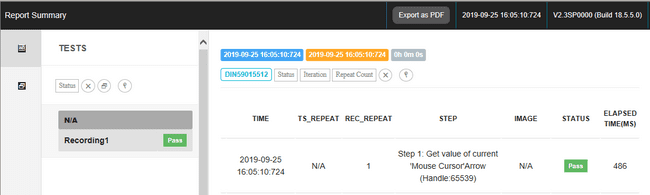 Report Summary
Export as PDF
2019-09-25 16:05:10:724
V2.3SP0000 (Build 18.5.5.0)
TESTS
Status
N/A
Recording1 Pass
2019-09-25 16:05:10:724 2019-09-25 16:05:10:724 0h 0m 0s
DIN59015512 Status Iteration Repeat Count
TIME TS_REPEAT REC_REPEAT STEP IMAGE STATUS ELAPSED TIME(MS)
2019-09-25 16:05:10:724 N/A 1 Step 1: Get value of current 'Mouse Cursor'Arrow (Handle:65539) N/A Pass 486